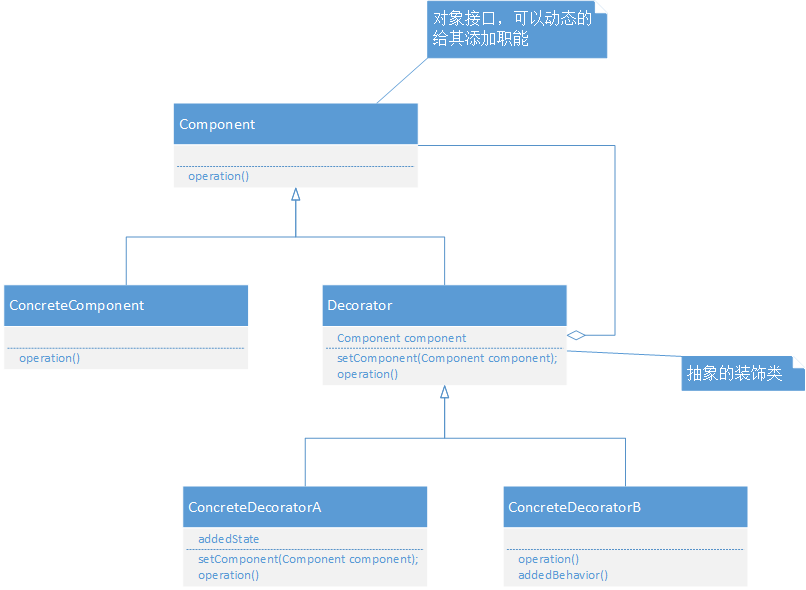 对象接口，可以动态的
给其添加职能
Component
operation()
ConcreteComponent
operation()
Decorator
Component component
setComponent(Component component);
operation()
抽象的装饰类
ConcreteDecoratorA
addedState
setComponent(Component component);
operation()
ConcreteDecoratorB
operation()
addedBehavior()